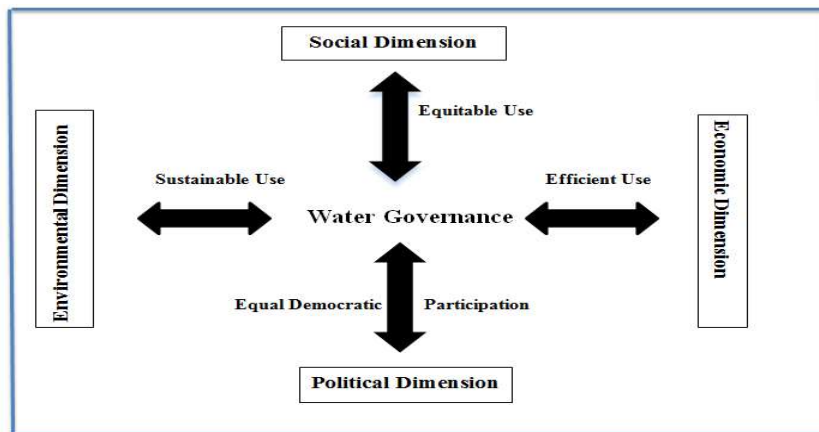 Social Dimension
Equitable Use
Environmental Dimension
Sustainable Use
Efficient Use
Economic Dimension
Water Governance
Equal Democratic Participation
Political Dimension